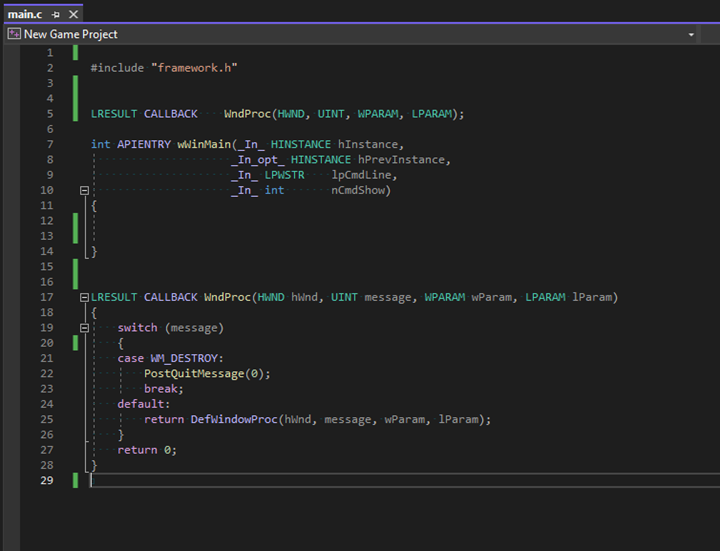 main.c
New Game Project
1
2 #include "framework.h"
3
4
5 LRESULT CALLBACK    WndProc(HWND, UINT, WPARAM, LPARAM);
6
7 int APIENTRY wWinMain(_In_ HINSTANCE hInstance,
8                      _In_opt_ HINSTANCE hPrevInstance,
9                      _In_ LPWSTR    lpCmdLine,
10                      _In_ int       nCmdShow)
11 {
12
13
14 }
15
16
17 LRESULT CALLBACK WndProc(HWND hWnd, UINT message, WPARAM wParam, LPARAM lParam)
18 {
19     switch (message)
20     {
21     case WM_DESTROY:
22         PostQuitMessage(0);
23         break;
24     default:
25         return DefWindowProc(hWnd, message, wParam, lParam);
26     }
27     return 0;
28 }
29